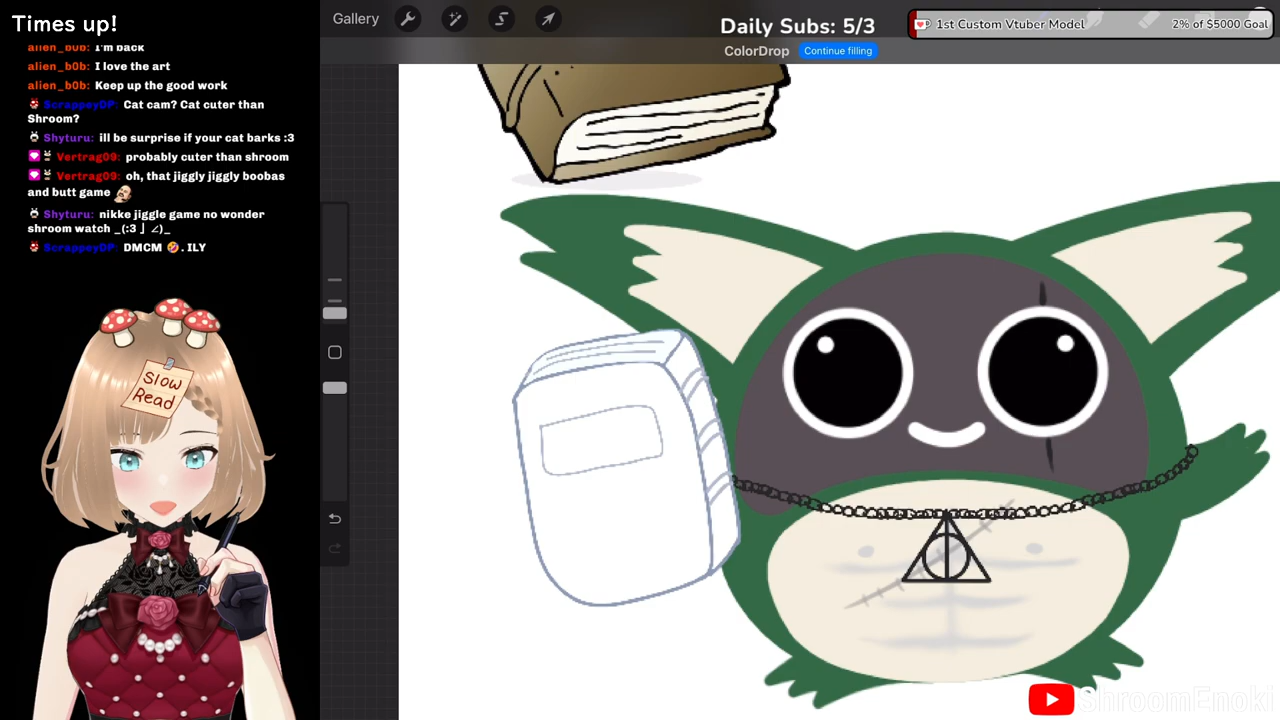 Times up!
alien_b0b: I'm back
alien_b0b: I love the art
alien_b0b: Keep up the good work
ScrappeyDP: Cat cam? Cat cuter than
Shroom?
Shyturu: ill be surprise if your cat barks :3
Vertrag09: probably cuter than shroom
Vertrag09: oh, that jiggly jiggly boobas
and butt game
Shyturu: nikke jiggle game no wonder
shroom watch _(:3 ⌋ ∠)_
ScrappeyDP: DMCM 🤣. ILY
Slow
Read
Gallery
Daily Subs: 5/3
ColorDrop Continue filling
1st Custom Vtuber Model 2% of $5000 Goal
ShroomEnoki